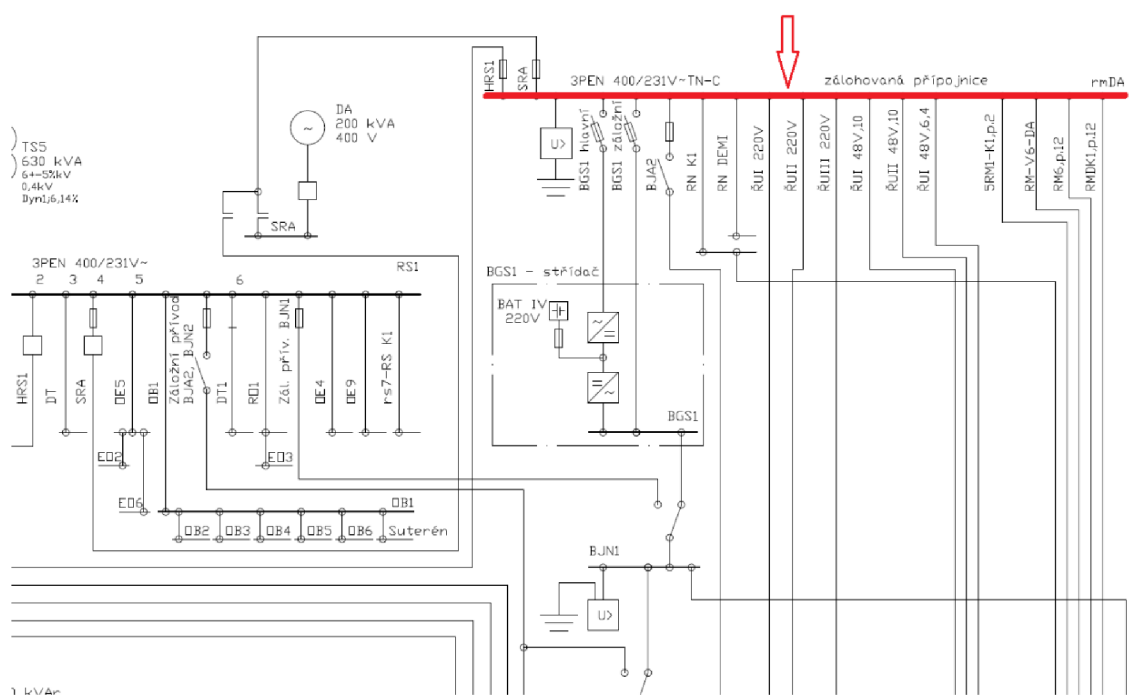 HRS1
SRA
3PEN 400/231V~TN-C
zálohovaná přípojnice
rmDA
DA
200 kVA
400 V
~
TS5
630 kVA
6+-5%kV
0,4kV
Dyn1;6,14%
U>
BGS1 hlavní
BGS1 záložní
BJA2
RN K1
RN DEMI
ŘUI 220V
ŘUII 220V
ŘUIII 220V
ŘUI 48V,10
ŘUII 48V,10
ŘUI 48V,6,4
5RM1-K1,p.2
RM-V6-DA
RM6,p.12
RMDK1,p.12
SRA
3PEN 400/231V~
RS1
2 3 4 5 6
BGS1 - střídač
BAT IV
220V
~
=
=
~
BGS1
HRS1
DT
SRA
OE5
OB1
Záložní přívod
BJA2, BJN2
DT1
RO1
Zál. přív. BJN1
OE4
OE9
rs7-RS K1
EO2
EO3
EO6
OB1
OB2
OB3
OB4
OB5
OB6
Suterén
BJN1
U>
kVAr